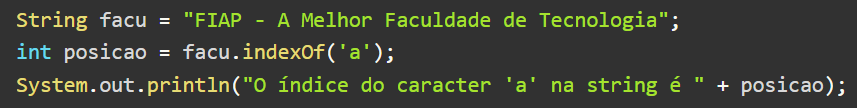 String facu = "FIAP - A Melhor Faculdade de Tecnologia";
int posicao = facu.indexOf('a');
System.out.println("O índice do caracter 'a' na string é " + posicao);